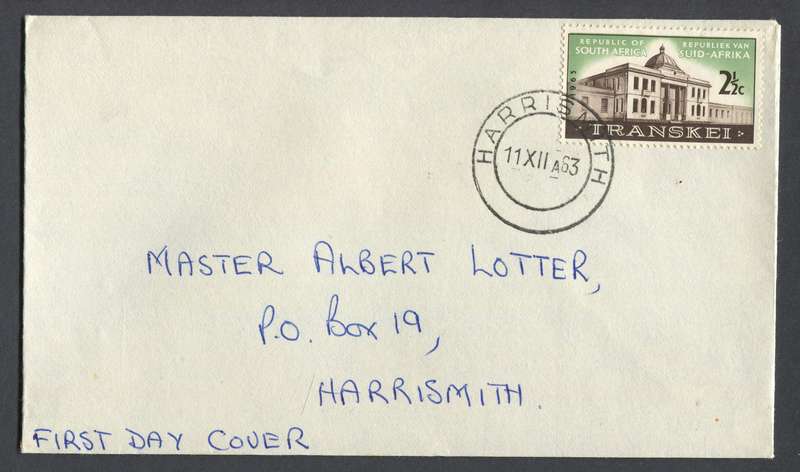 REPUBLIC OF REPUBLIEK VAN
SOUTH AFRICA SUID-AFRIKA
1963
2½c
TRANSKEI
HARRISMITH
11 XII A 63
MASTER ALBERT LOTTER,
P.O. Box 19,
HARRISMITH.
FIRST DAY COVER